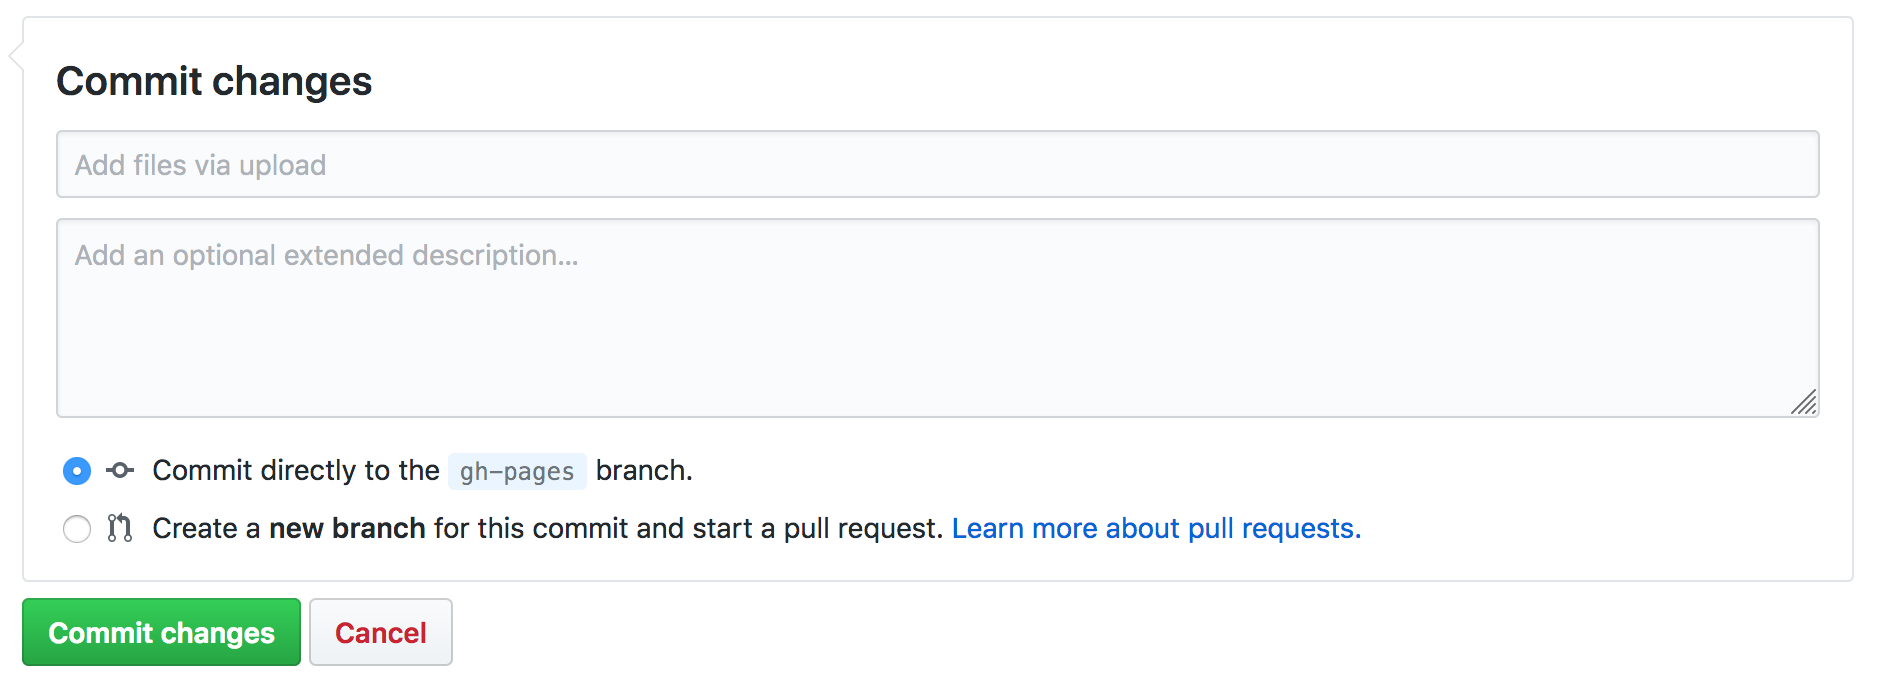 Commit changes
Add files via upload
Add an optional extended description...
Commit directly to the gh-pages branch.
Create a new branch for this commit and start a pull request. Learn more about pull requests.
Commit changes
Cancel